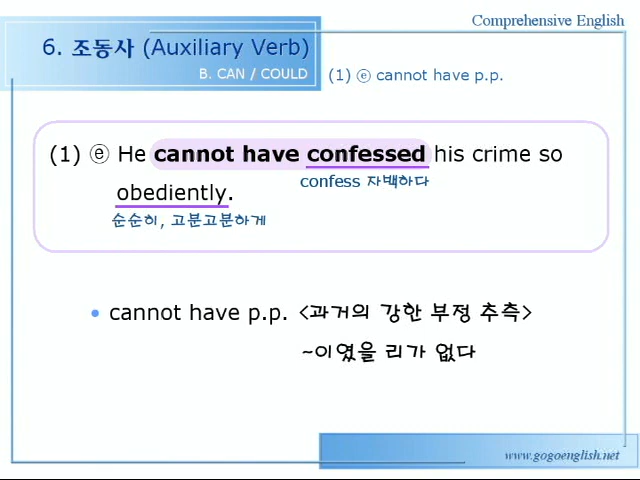 Comprehensive English
6. 조동사 (Auxiliary Verb)
B. CAN / COULD
(1) ⓔ cannot have p.p.
(1) ⓔ He cannot have confessed his crime so
confess 자백하다
obediently.
순순히, 고분고분하게
• cannot have p.p. <과거의 강한 부정 추측>
~이였을 리가 없다
www.gogoenglish.net